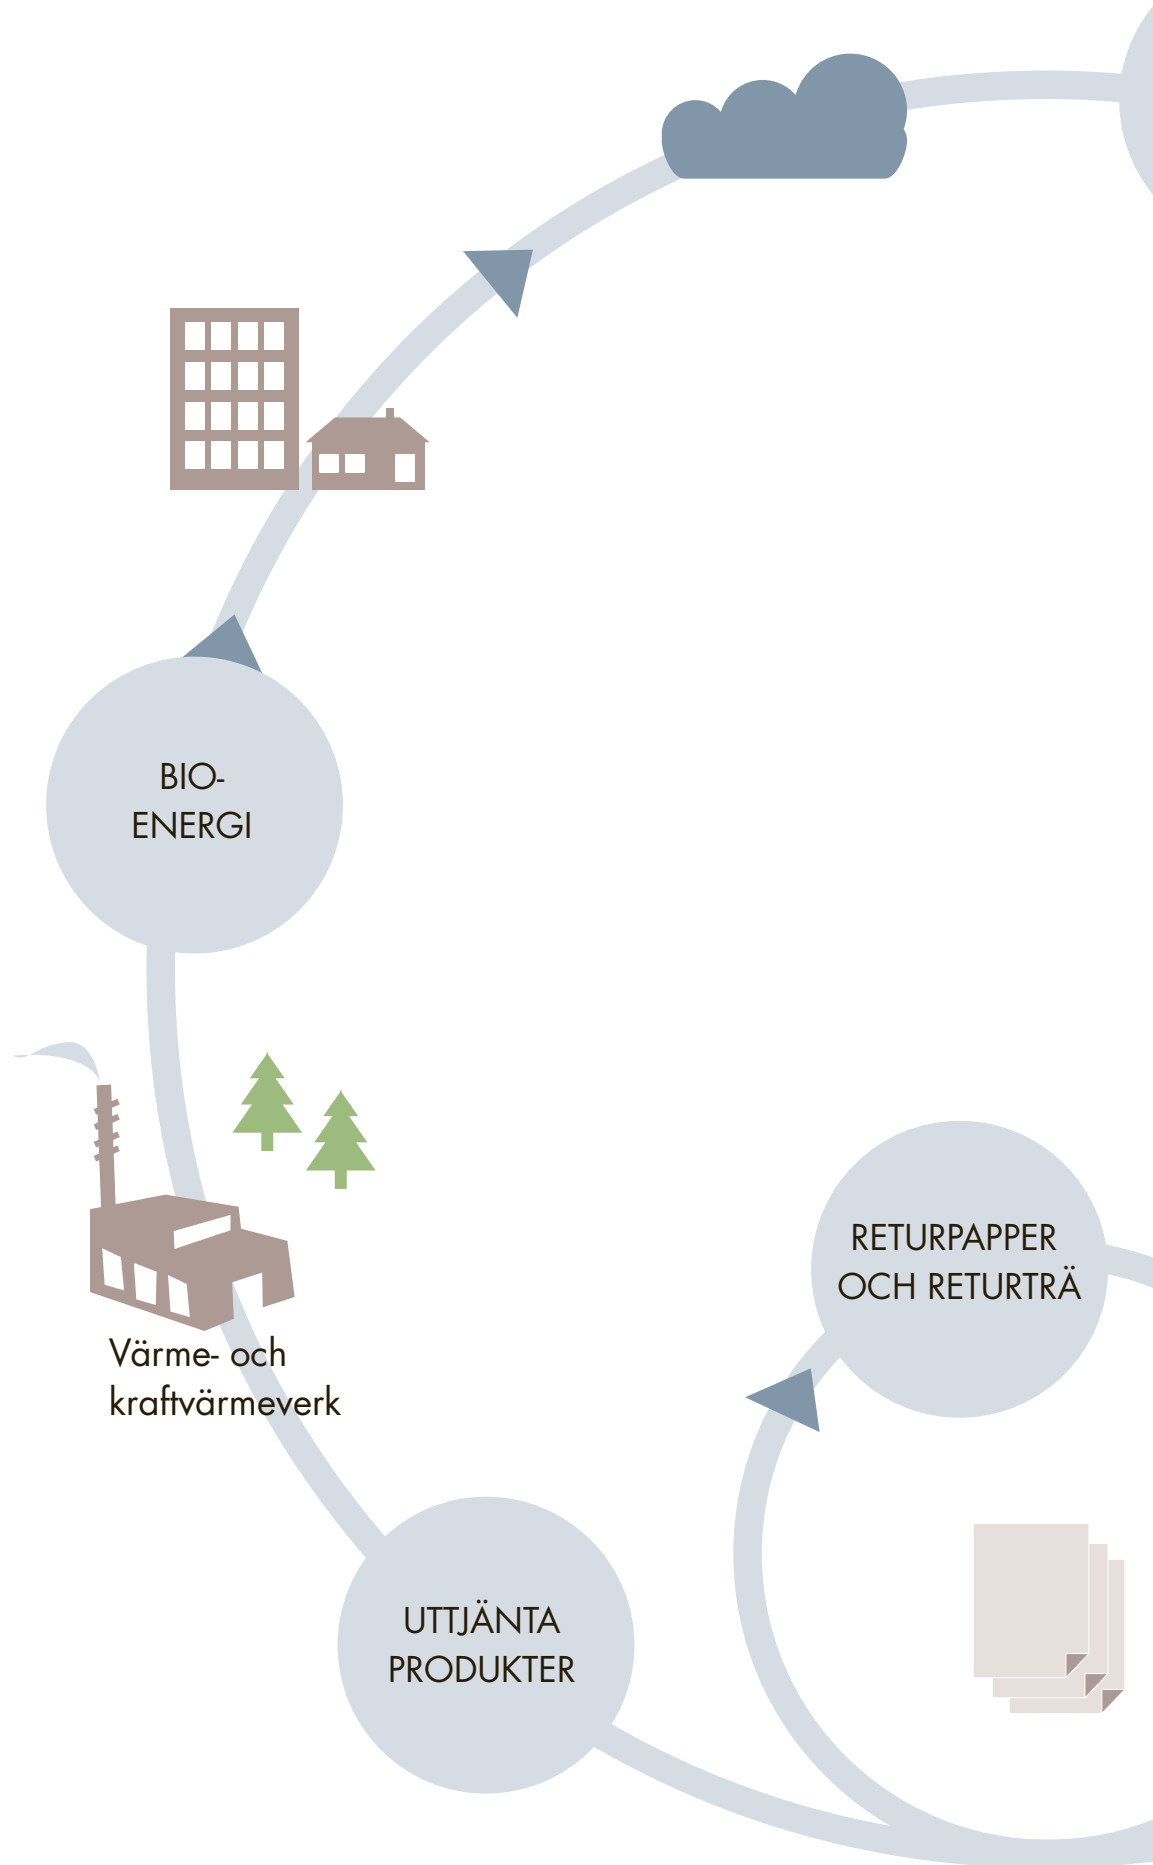 BIO-
ENERGI
RETURPAPPER
OCH RETURTRÄ
Värme- och
kraftvärmeverk
UTTJÄNTA
PRODUKTER